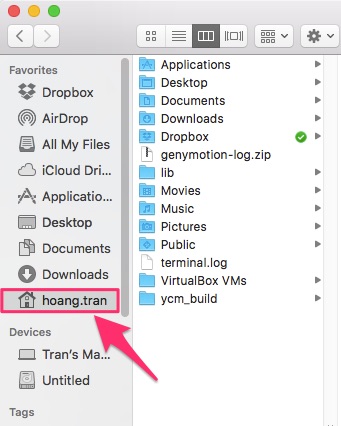 Favorites
Dropbox
AirDrop
All My Files
iCloud Dri...
Applicatio...
Desktop
Documents
Downloads
hoang.tran
Devices
Tran's Ma...
Untitled
Tags
Applications
Desktop
Documents
Downloads
Dropbox
genymotion-log.zip
lib
Movies
Music
Pictures
Public
terminal.log
VirtualBox VMs
ycm_build